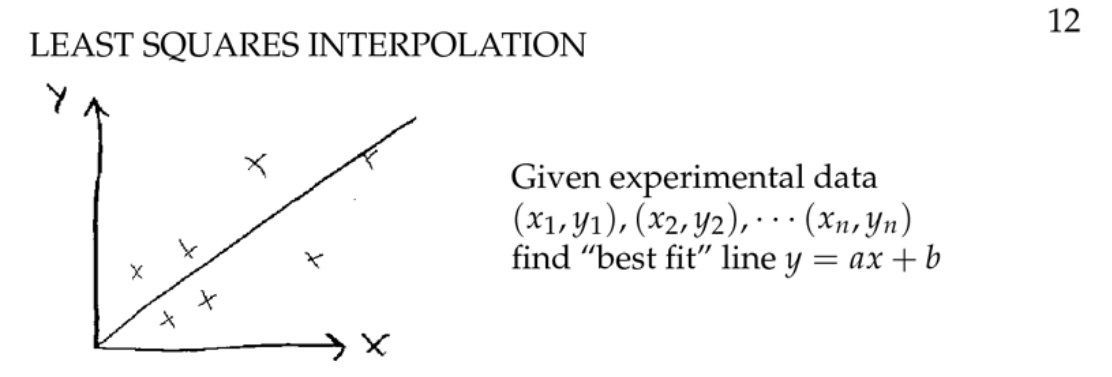 12
LEAST SQUARES INTERPOLATION
Y
Given experimental data
(x₁, y₁), (x₂, y₂), ··· (xₙ, yₙ)
find “best fit” line y = ax + b
X